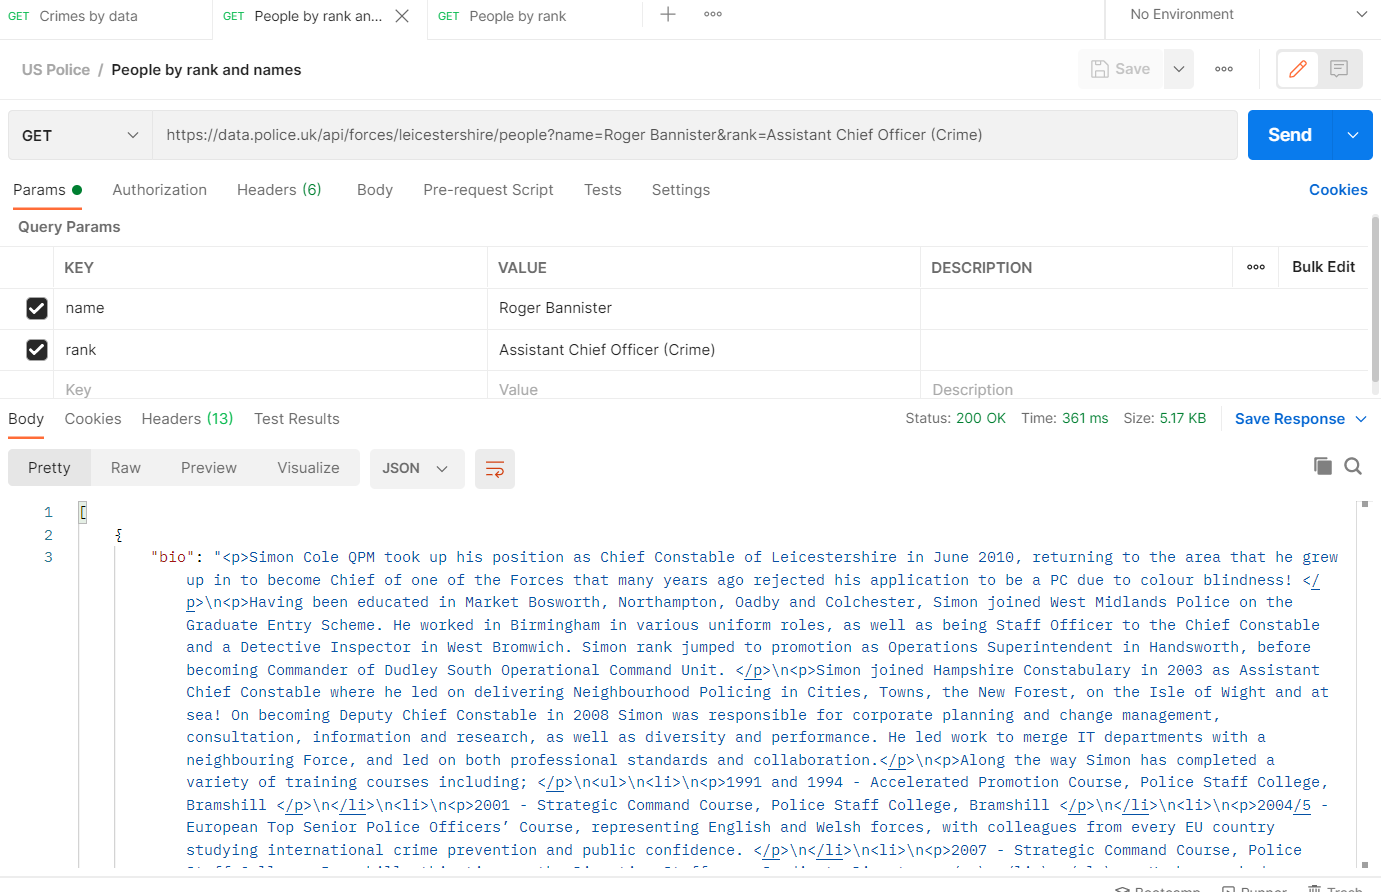 GET Crimes by data GET People by rank an... GET People by rank No Environment
US Police / People by rank and names Save
GET https://data.police.uk/api/forces/leicestershire/people?name=Roger Bannister&rank=Assistant Chief Officer (Crime) Send
Params Authorization Headers (6) Body Pre-request Script Tests Settings Cookies
Query Params
KEY VALUE DESCRIPTION Bulk Edit
name Roger Bannister
rank Assistant Chief Officer (Crime)
Key Value Description
Body Cookies Headers (13) Test Results Status: 200 OK Time: 361 ms Size: 5.17 KB Save Response
Pretty Raw Preview Visualize JSON
1 [
2 {
3 "bio": "<p>Simon Cole QPM took up his position as Chief Constable of Leicestershire in June 2010, returning to the area that he grew
up in to become Chief of one of the Forces that many years ago rejected his application to be a PC due to colour blindness! </
p>\n<p>Having been educated in Market Bosworth, Northampton, Oadby and Colchester, Simon joined West Midlands Police on the
Graduate Entry Scheme. He worked in Birmingham in various uniform roles, as well as being Staff Officer to the Chief Constable
and a Detective Inspector in West Bromwich. Simon rank jumped to promotion as Operations Superintendent in Handsworth, before
becoming Commander of Dudley South Operational Command Unit. </p>\n<p>Simon joined Hampshire Constabulary in 2003 as Assistant
Chief Constable where he led on delivering Neighbourhood Policing in Cities, Towns, the New Forest, on the Isle of Wight and at
sea! On becoming Deputy Chief Constable in 2008 Simon was responsible for corporate planning and change management,
consultation, information and research, as well as diversity and performance. He led work to merge IT departments with a
neighbouring Force, and led on both professional standards and collaboration.</p>\n<p>Along the way Simon has completed a
variety of training courses including; </p>\n<ul>\n<li>\n<p>1991 and 1994 - Accelerated Promotion Course, Police Staff College,
Bramshill </p>\n</li>\n<li>\n<p>2001 - Strategic Command Course, Police Staff College, Bramshill </p>\n</li>\n<li>\n<p>2004/5 -
European Top Senior Police Officers’ Course, representing English and Welsh forces, with colleagues from every EU country
studying international crime prevention and public confidence. </p>\n</li>\n<li>\n<p>2007 - Strategic Command Course, Police
Bootcamp Runner Trash